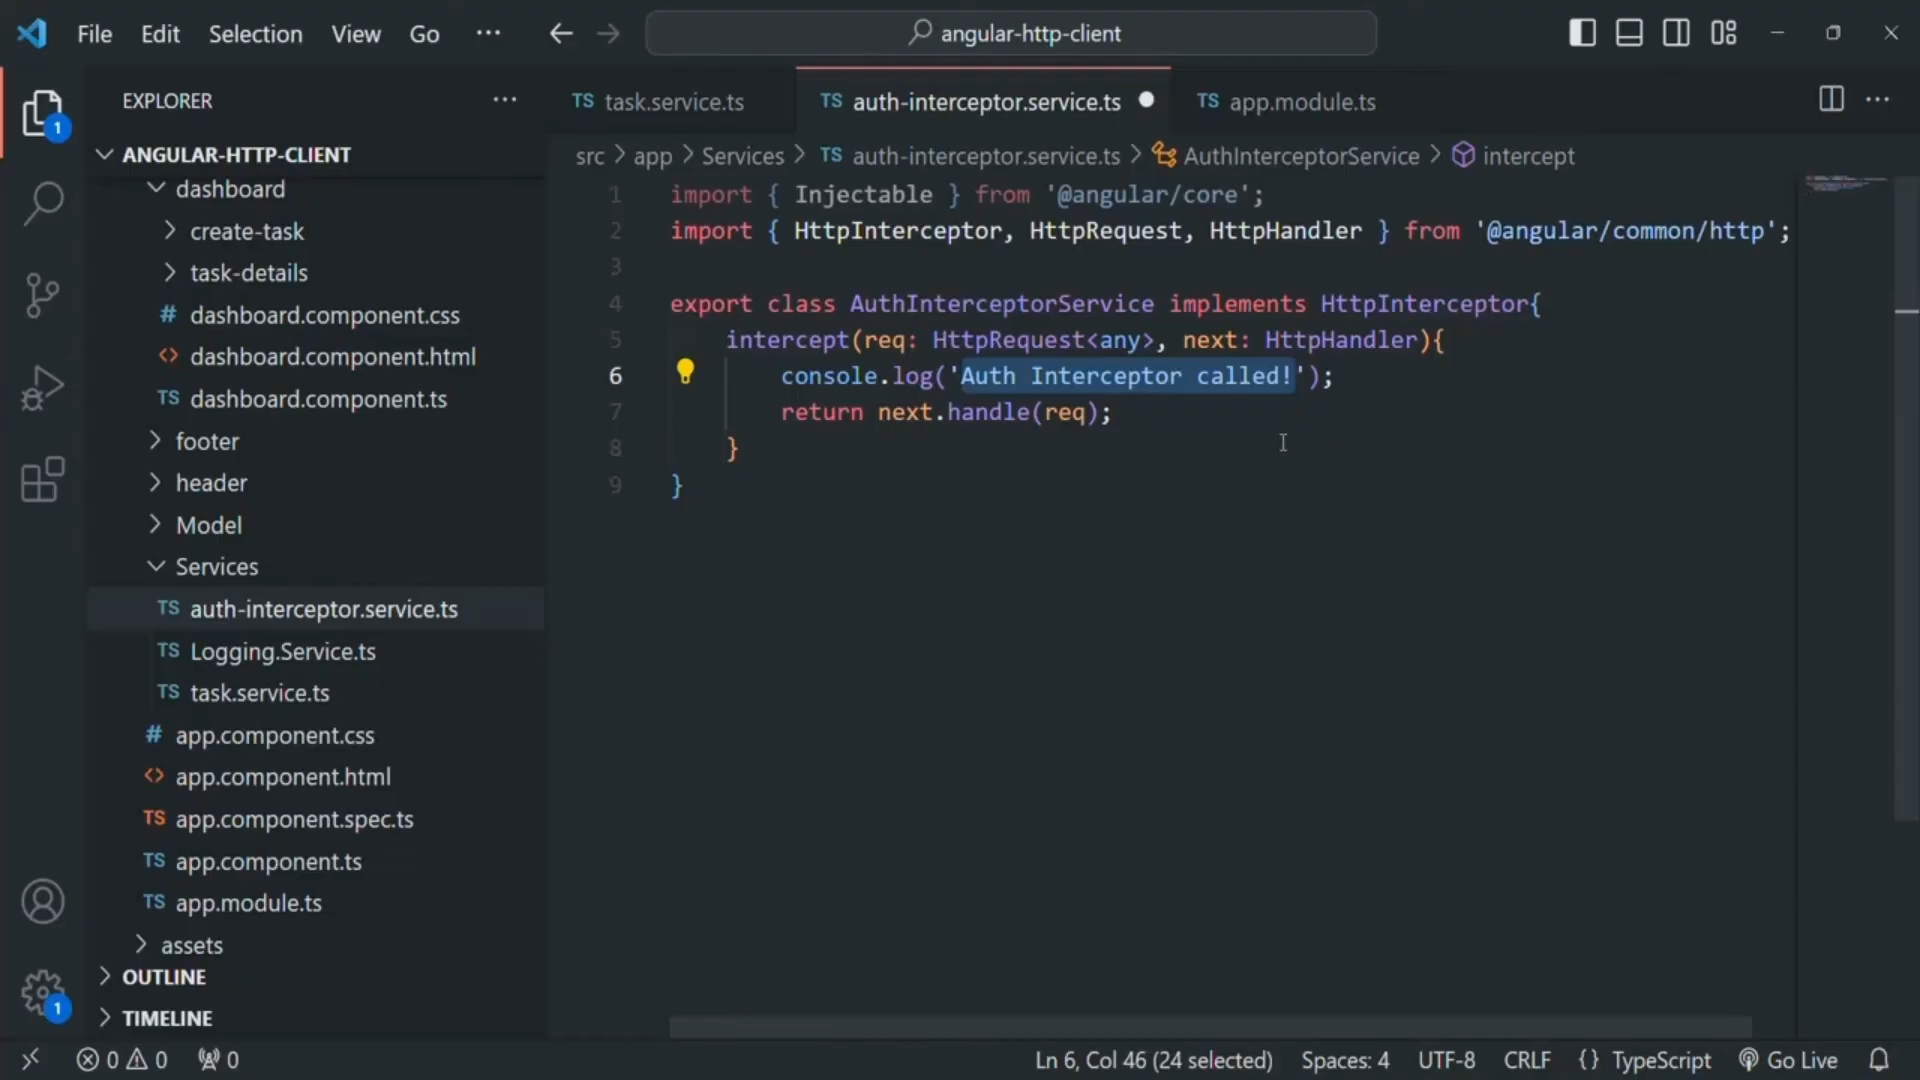 File Edit Selection View Go ···
angular-http-client
EXPLORER ···
ANGULAR-HTTP-CLIENT
dashboard
create-task
task-details
# dashboard.component.css
<> dashboard.component.html
TS dashboard.component.ts
footer
header
Model
Services
TS auth-interceptor.service.ts
TS Logging.Service.ts
TS task.service.ts
# app.component.css
<> app.component.html
TS app.component.spec.ts
TS app.component.ts
TS app.module.ts
assets
OUTLINE
TIMELINE
1
1
TS task.service.ts TS auth-interceptor.service.ts TS app.module.ts ···
src > app > Services > TS auth-interceptor.service.ts > AuthInterceptorService > intercept
1 import { Injectable } from '@angular/core';
2 import { HttpInterceptor, HttpRequest, HttpHandler } from '@angular/common/http';
3
4 export class AuthInterceptorService implements HttpInterceptor{
5 intercept(req: HttpRequest<any>, next: HttpHandler){
6 console.log('Auth Interceptor called!');
7 return next.handle(req);
8 }
9 }
0 0 0 Ln 6, Col 46 (24 selected) Spaces: 4 UTF-8 CRLF {} TypeScript Go Live